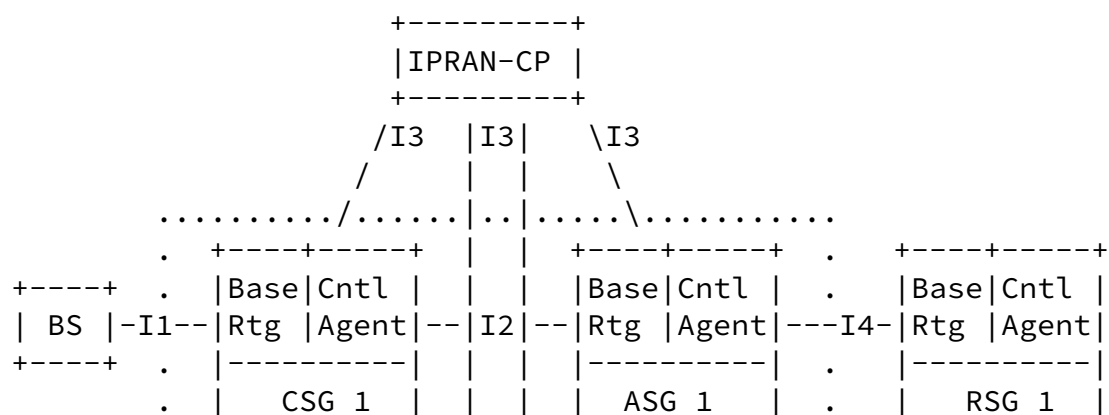 +---------+
                     |IPRAN-CP |
                     +---------+
                    /I3  |I3|   \I3
                   /     |  |    \
        ........../......|..|.....\...........
        .  +----+-----+  |  |  +----+-----+  .   +----+-----+
+----+  .  |Base|Cntl |  |  |  |Base|Cntl |  .   |Base|Cntl |
| BS |-I1--|Rtg |Agent|--|I2|--|Rtg |Agent|---I4-|Rtg |Agent|
+----+  .  |----------|  |  |  |----------|  .   |----------|
        .  |   CSG 1  |  |  |  |  ASG 1   |  .   |  RSG 1   |